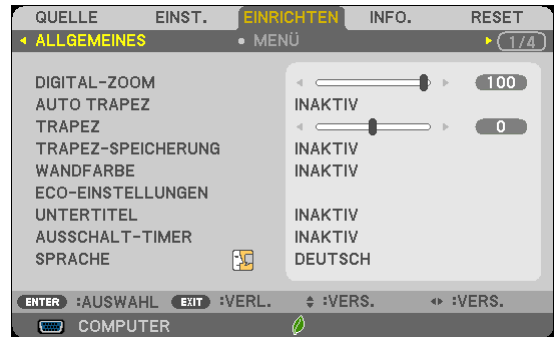 QUELLE EINST. EINRICHTEN INFO. RESET
ALLGEMEINES • MENÜ 1/4
DIGITAL-ZOOM 100
AUTO TRAPEZ INAKTIV
TRAPEZ 0
TRAPEZ-SPEICHERUNG INAKTIV
WANDFARBE INAKTIV
ECO-EINSTELLUNGEN
UNTERTITEL INAKTIV
AUSSCHALT-TIMER INAKTIV
SPRACHE DEUTSCH
ENTER :AUSWAHL EXIT :VERL. :VERS. :VERS.
COMPUTER